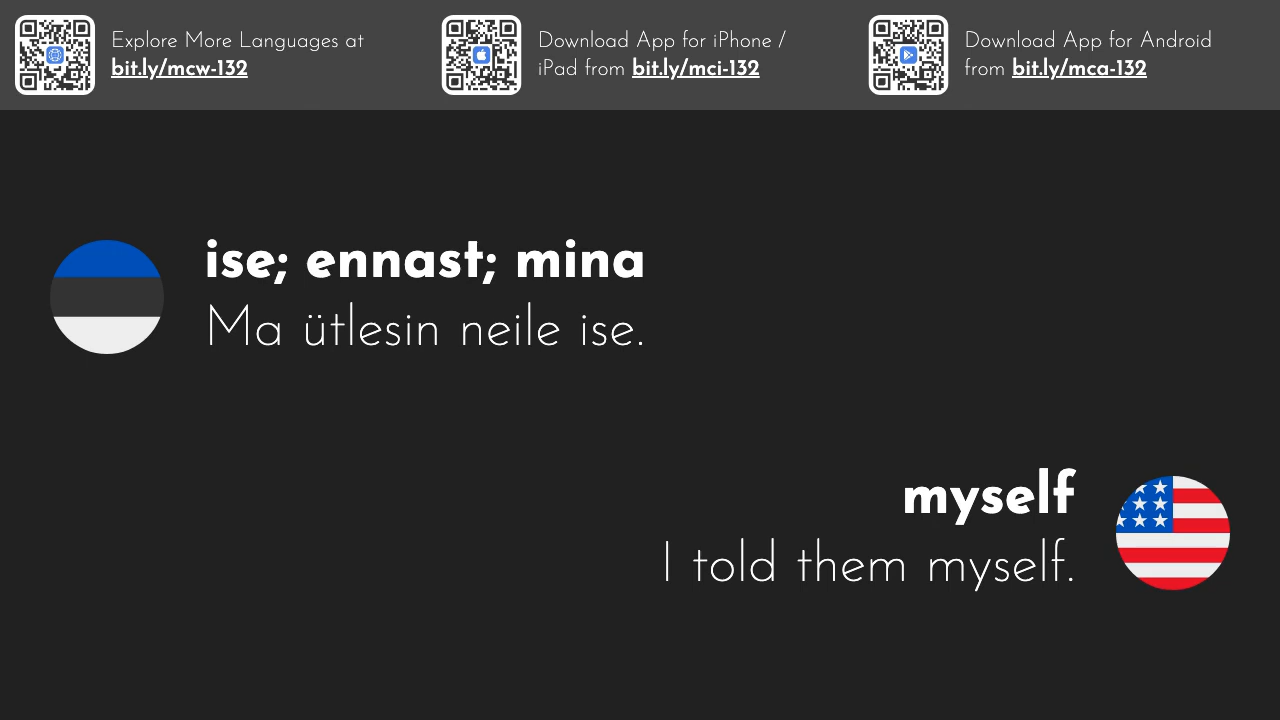 Explore More Languages at
bit.ly/mcw-132
Download App for iPhone /
iPad from bit.ly/mci-132
Download App for Android
from bit.ly/mca-132
ise; ennast; mina
Ma ütlesin neile ise.
myself
I told them myself.